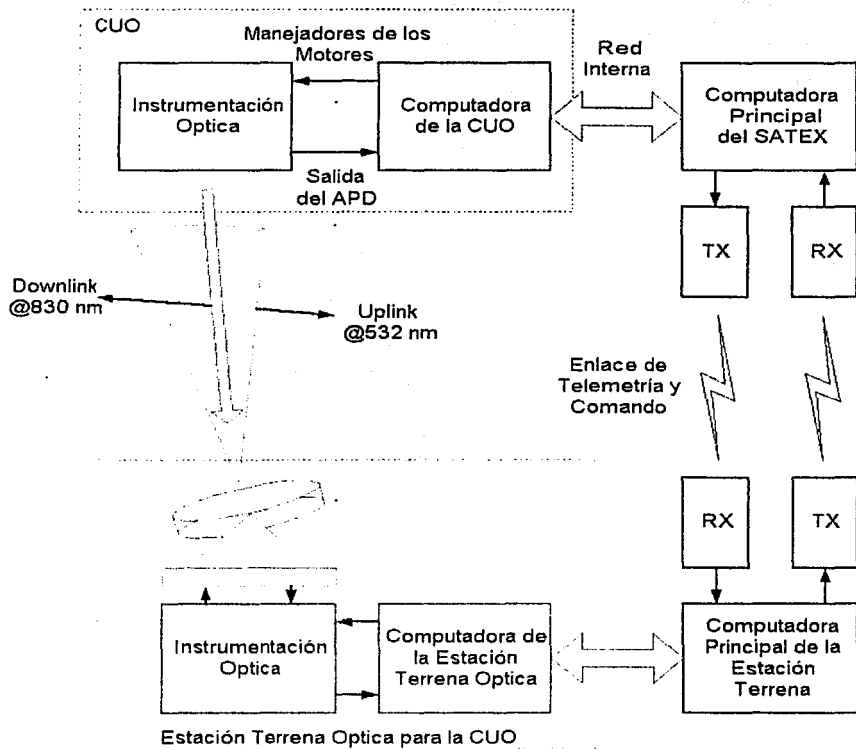 CUO
Manejadores de los
Motores
Red
Interna
Instrumentación
Optica
Computadora
de la CUO
Computadora
Principal
del SATEX
Salida
del APD
TX
RX
Downlink
@830 nm
Uplink
@532 nm
Enlace de
Telemetría y
Comando
RX
TX
Instrumentación
Optica
Computadora de
la Estación
Terrena Optica
Computadora
Principal de la
Estación
Terrena
Estación Terrena Optica para la CUO